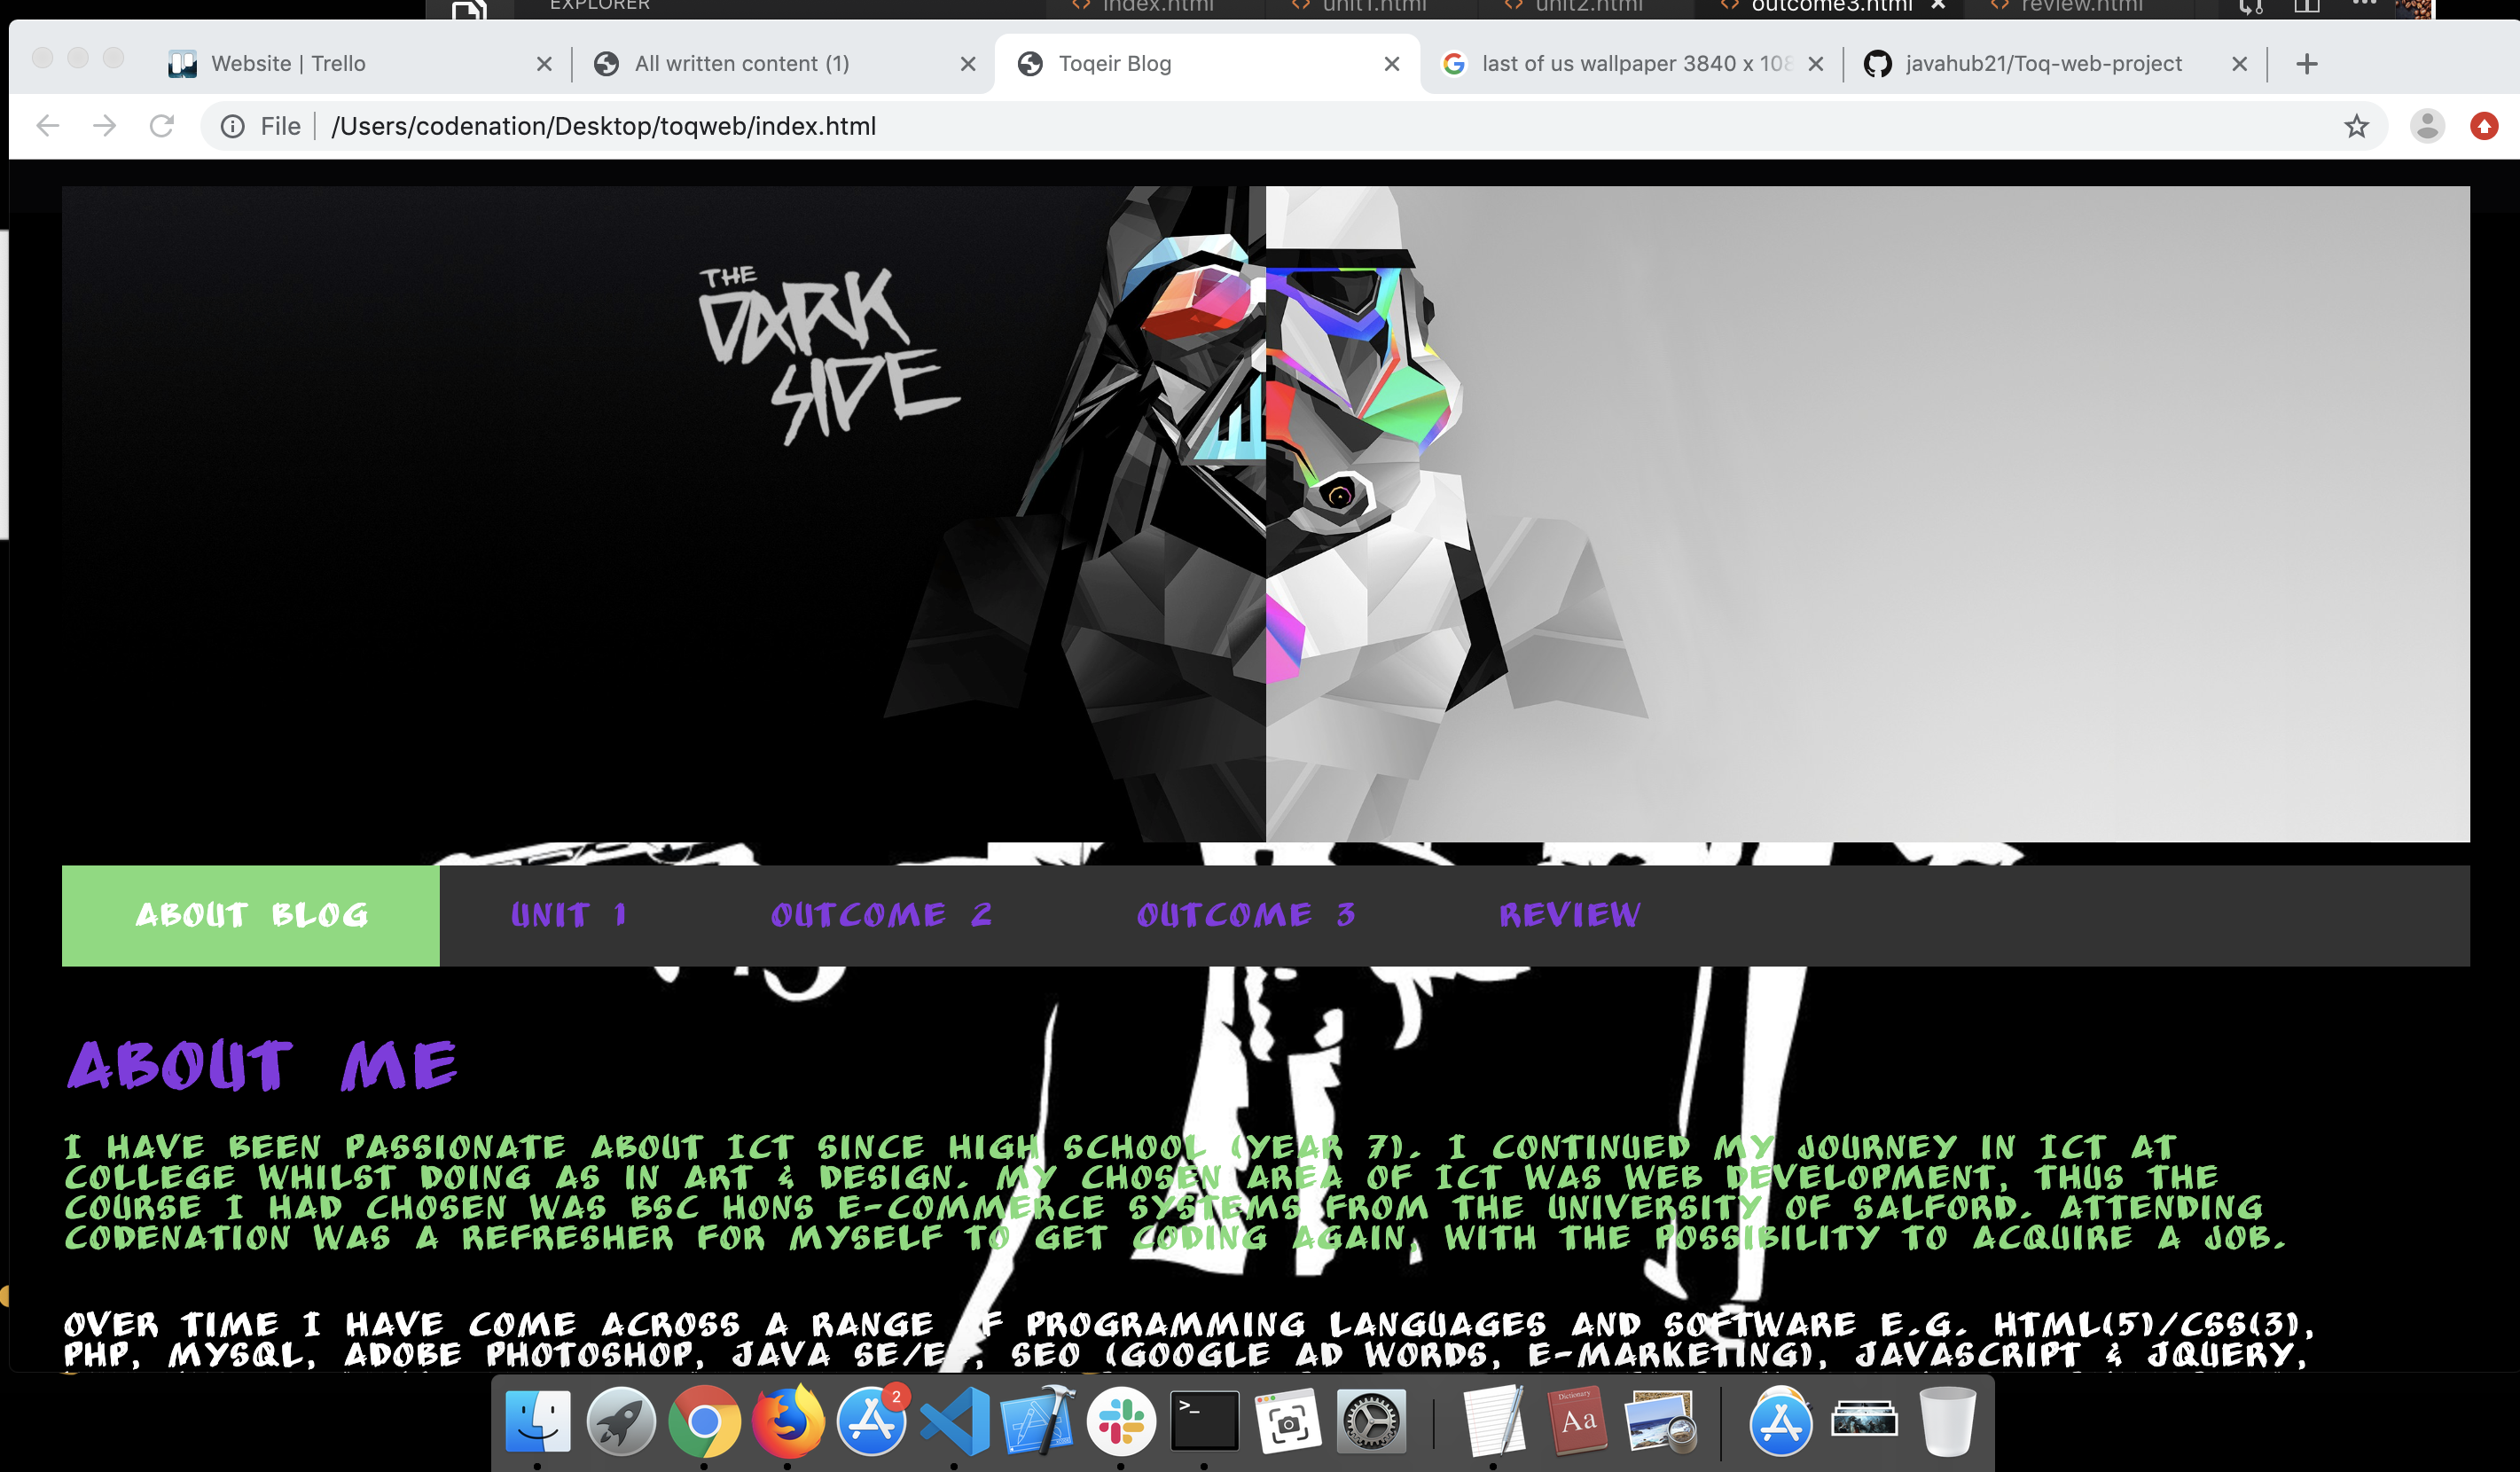 EXPLORER
index.html
unit1.html
unit2.html
outcome3.html
review.html
Website | Trello
All written content (1)
Toqeir Blog
last of us wallpaper 3840 x 108
javahub21/Toq-web-project
File
/Users/codenation/Desktop/toqweb/index.html
THE
DARK
SIDE
ABOUT BLOG
UNIT 1
OUTCOME 2
OUTCOME 3
REVIEW
ABOUT ME
I HAVE BEEN PASSIONATE ABOUT ICT SINCE HIGH SCHOOL (YEAR 7). I CONTINUED MY JOURNEY IN ICT AT
COLLEGE WHILST DOING AS IN ART & DESIGN. MY CHOSEN AREA OF ICT WAS WEB DEVELOPMENT, THUS THE
COURSE I HAD CHOSEN WAS BSC HONS E-COMMERCE SYSTEMS FROM THE UNIVERSITY OF SALFORD. ATTENDING
CODENATION WAS A REFRESHER FOR MYSELF TO GET CODING AGAIN, WITH THE POSSIBILITY TO ACQUIRE A JOB.
OVER TIME I HAVE COME ACROSS A RANGE OF PROGRAMMING LANGUAGES AND SOFTWARE E.G. HTML(5)/CSS(3),
PHP, MYSQL, ADOBE PHOTOSHOP, JAVA SE/E , SEO (GOOGLE AD WORDS, E-MARKETING), JAVASCRIPT & JQUERY,
2
>_
Dictionary
Aa